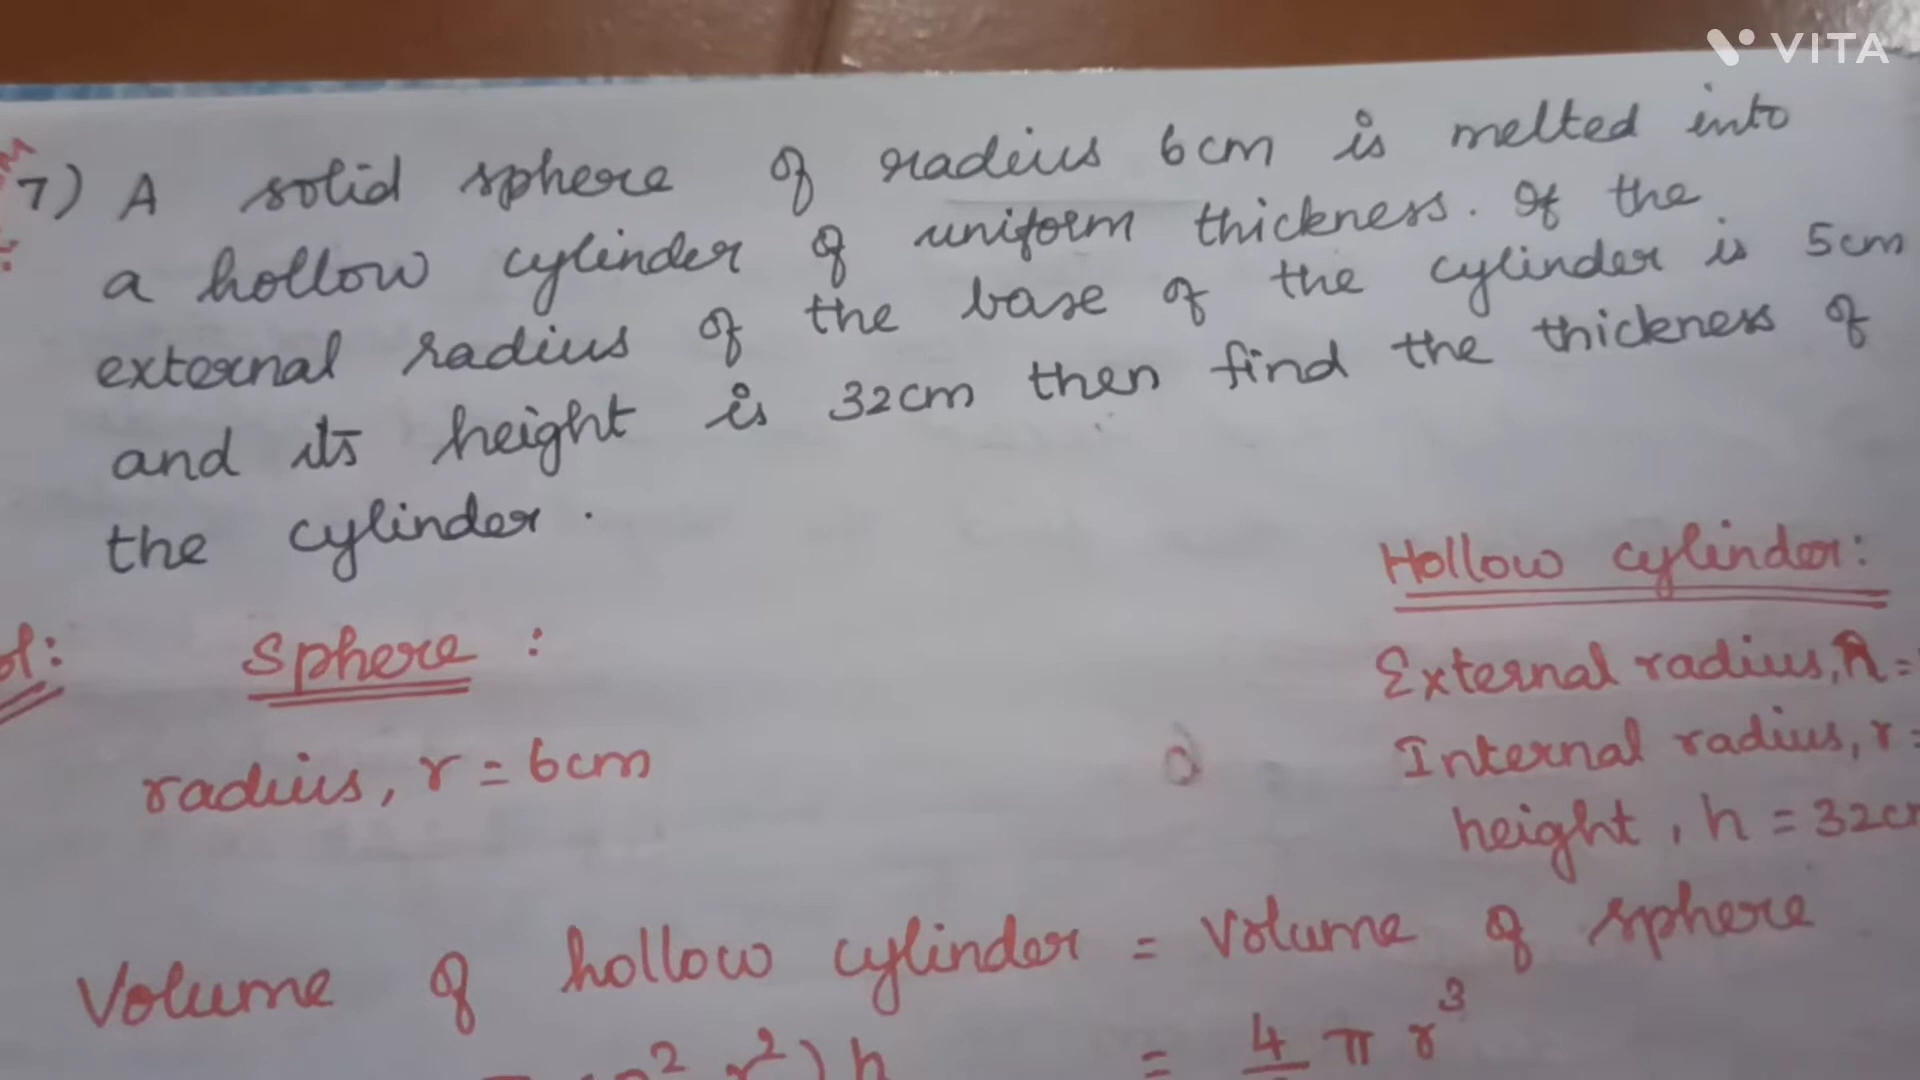 VITA
7) A solid sphere of radius 6cm is melted into
a hollow cylinder of uniform thickness. If the
external radius of the base of the cylinder is 5cm
and its height is 32cm then find the thickness of
the cylinder.
Hollow cylinder:
Sphere :
External radius, R =
radius, r = 6cm
Internal radius, r =
height, h = 32c
Volume of hollow cylinder = Volume of sphere
r²) h = 4 π r³